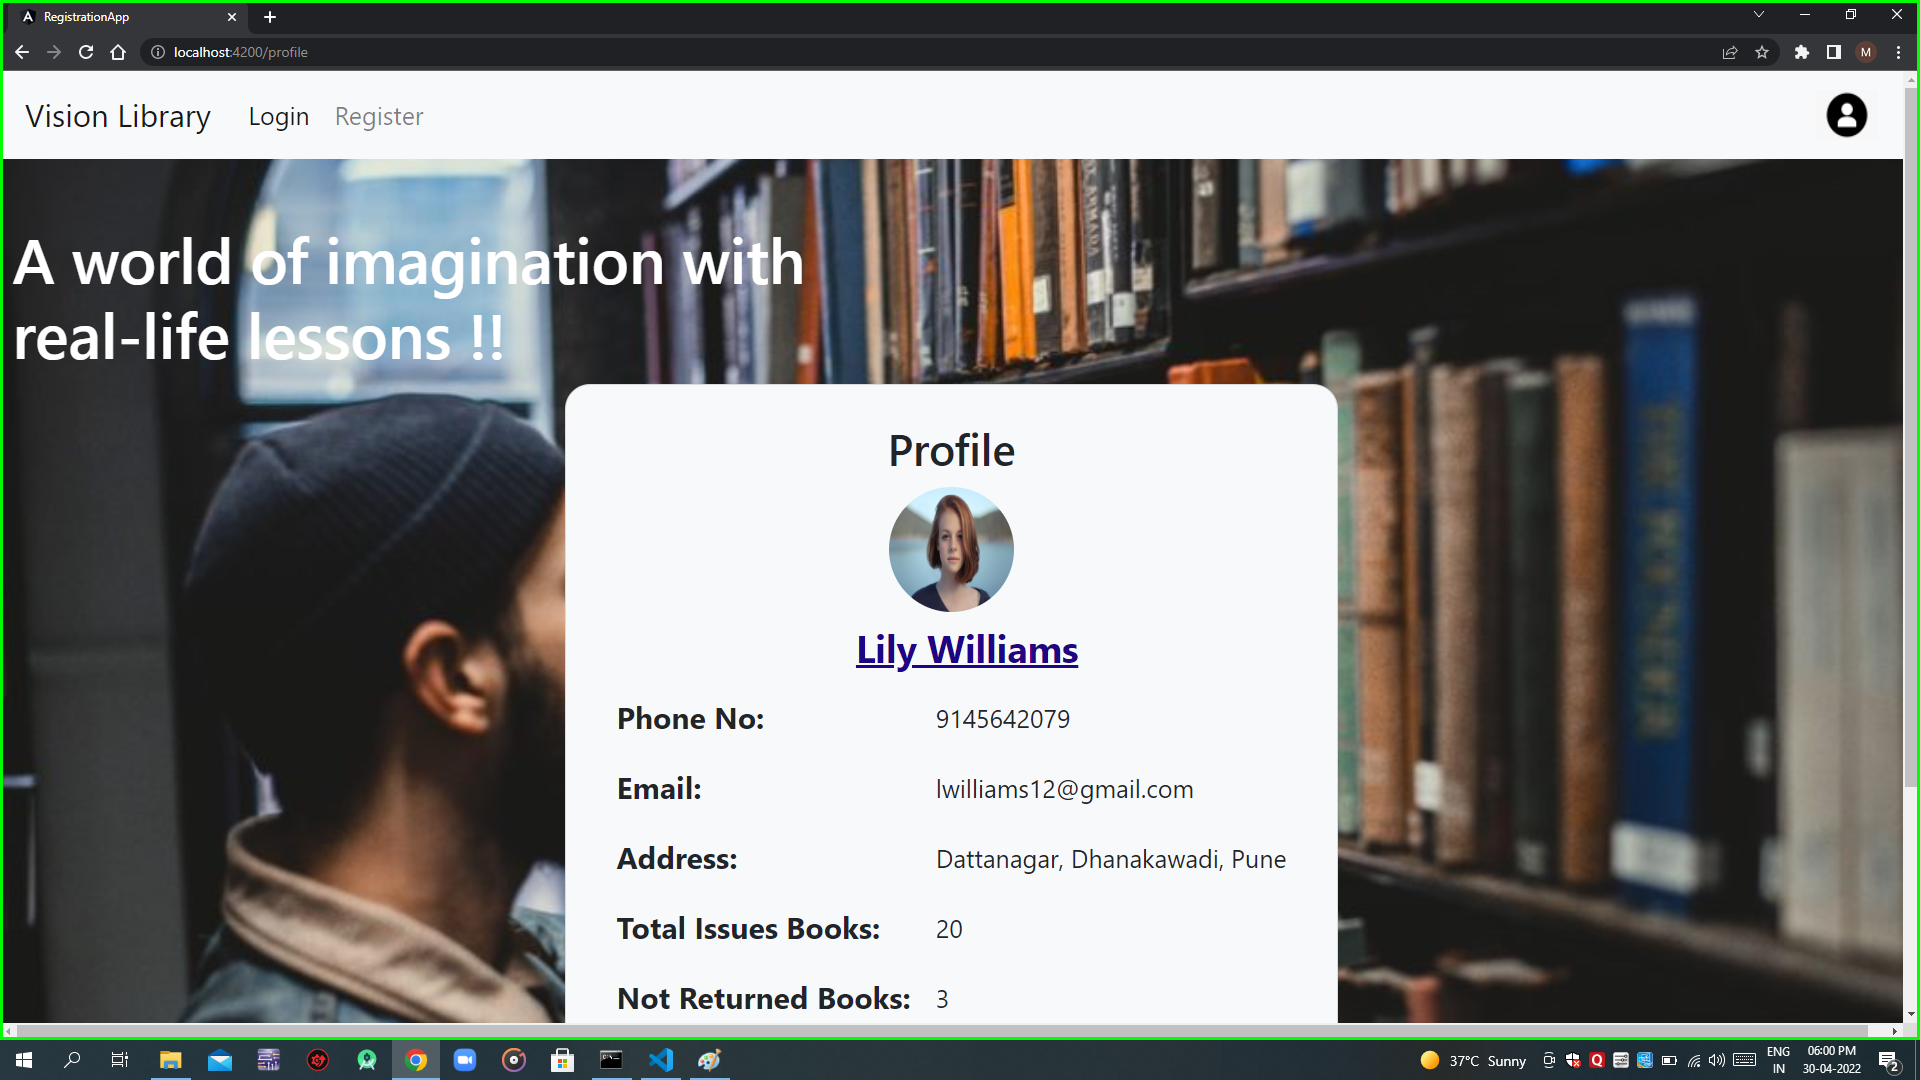 RegistrationApp
localhost:4200/profile
M
Vision Library Login Register
A world of imagination with
real-life lessons !!
Profile
Lily Williams
Phone No: 9145642079
Email: lwilliams12@gmail.com
Address: Dattanagar, Dhanakawadi, Pune
Total Issues Books: 20
Not Returned Books: 3
37°C Sunny
ENG
IN
06:00 PM
30-04-2022
2